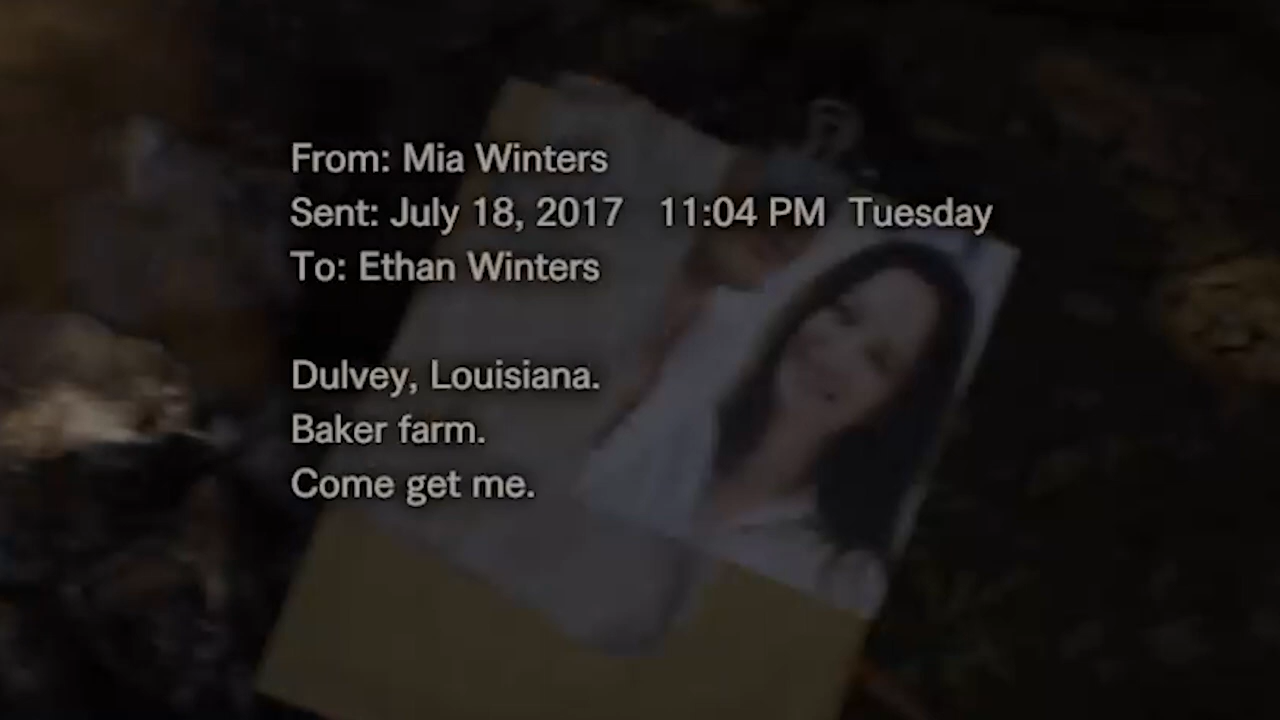 From: Mia Winters
Sent: July 18, 2017 11:04 PM Tuesday
To: Ethan Winters
Dulvey, Louisiana.
Baker farm.
Come get me.